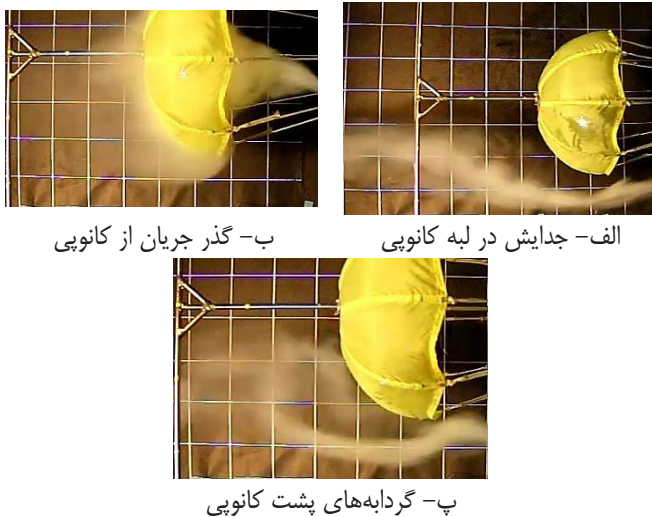 الف- جدایش در لبه کانوپی
ب- گذر جریان از کانوپی
پ- گردابه‌های پشت کانوپی